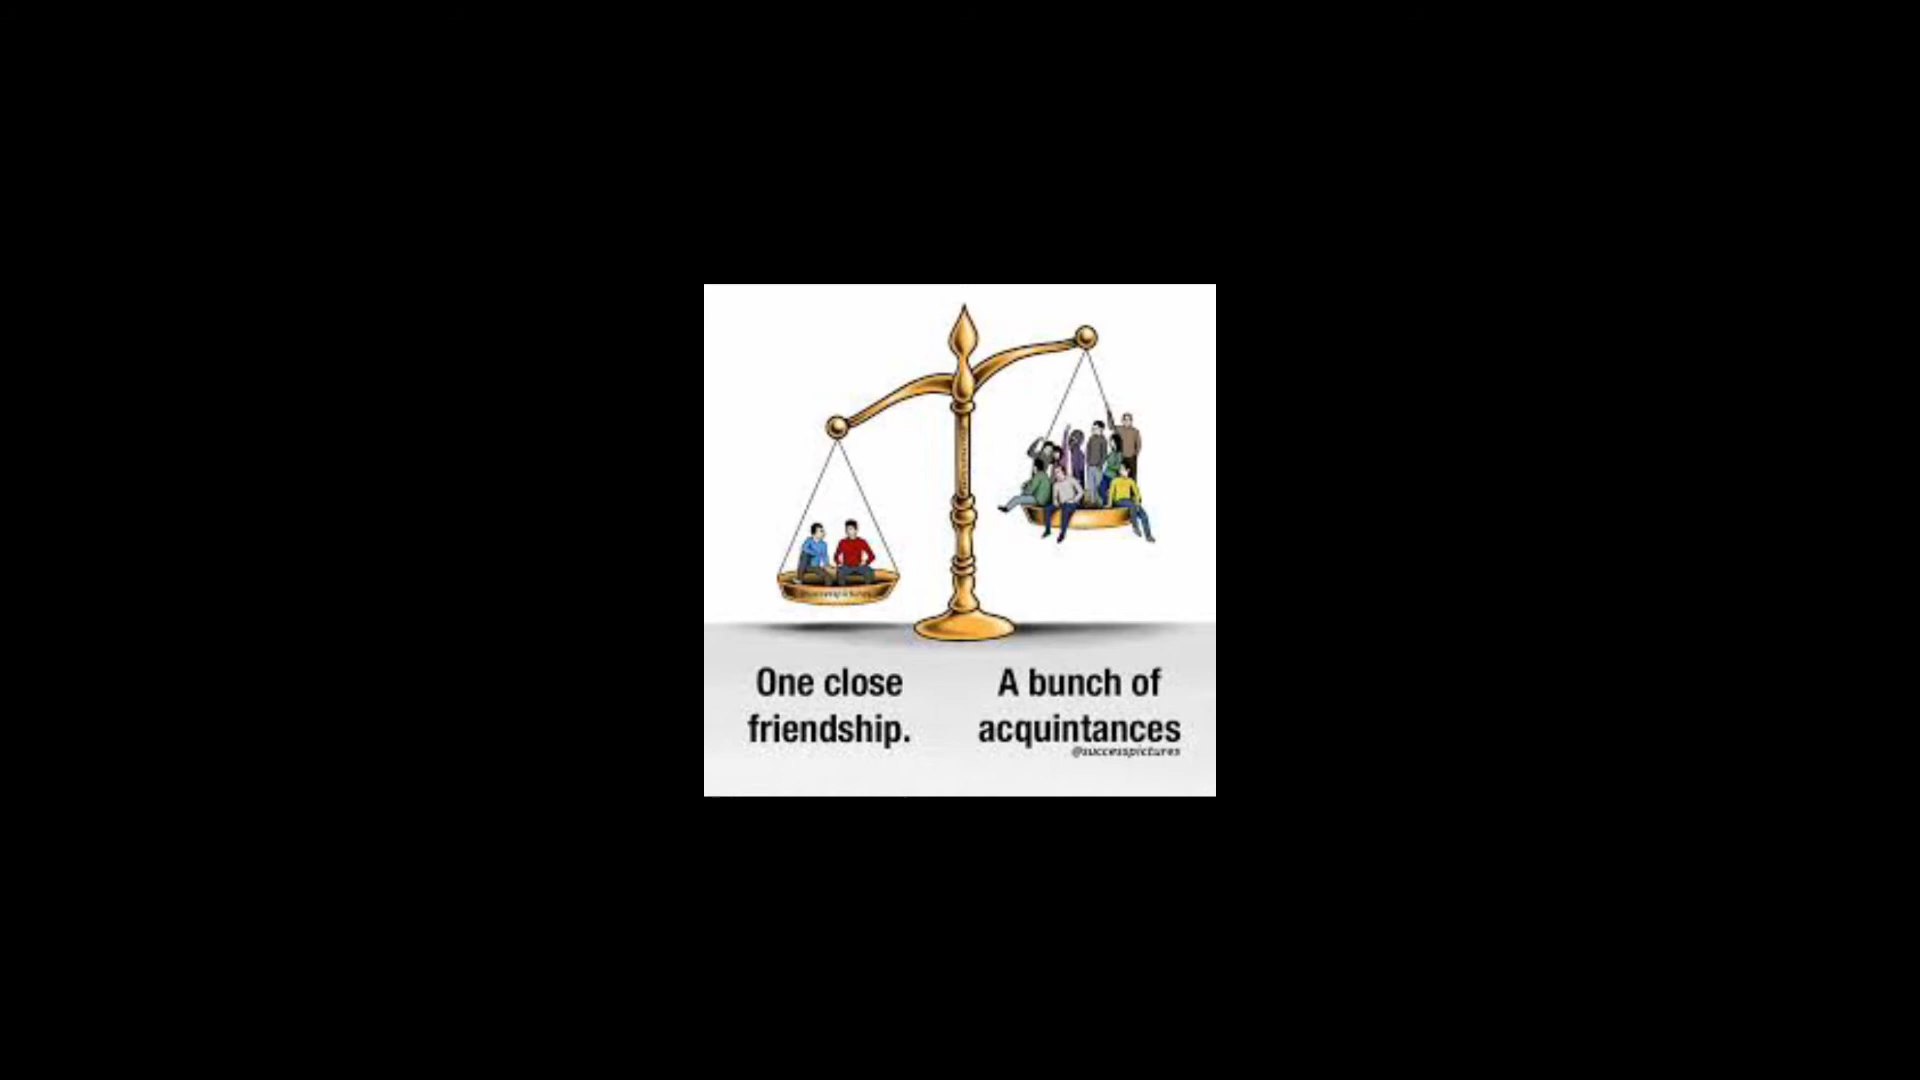 One close
friendship.
A bunch of
acquintances
@successpictures